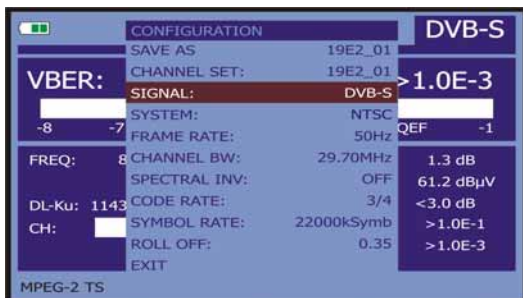 CONFIGURATION
DVB-S
SAVE AS 19E2_01
CHANNEL SET: 19E2_01
VBER: >1.0E-3
SIGNAL: DVB-S
SYSTEM: NTSC
-8 -7 QEF -1
FRAME RATE: 50Hz
FREQ: 8 CHANNEL BW: 29.70MHz 1.3 dB
SPECTRAL INV: OFF 61.2 dBµV
DL-Ku: 1143 CODE RATE: 3/4 <3.0 dB
CH: SYMBOL RATE: 22000kSymb >1.0E-1
ROLL OFF: 0.35 >1.0E-3
EXIT
MPEG-2 TS